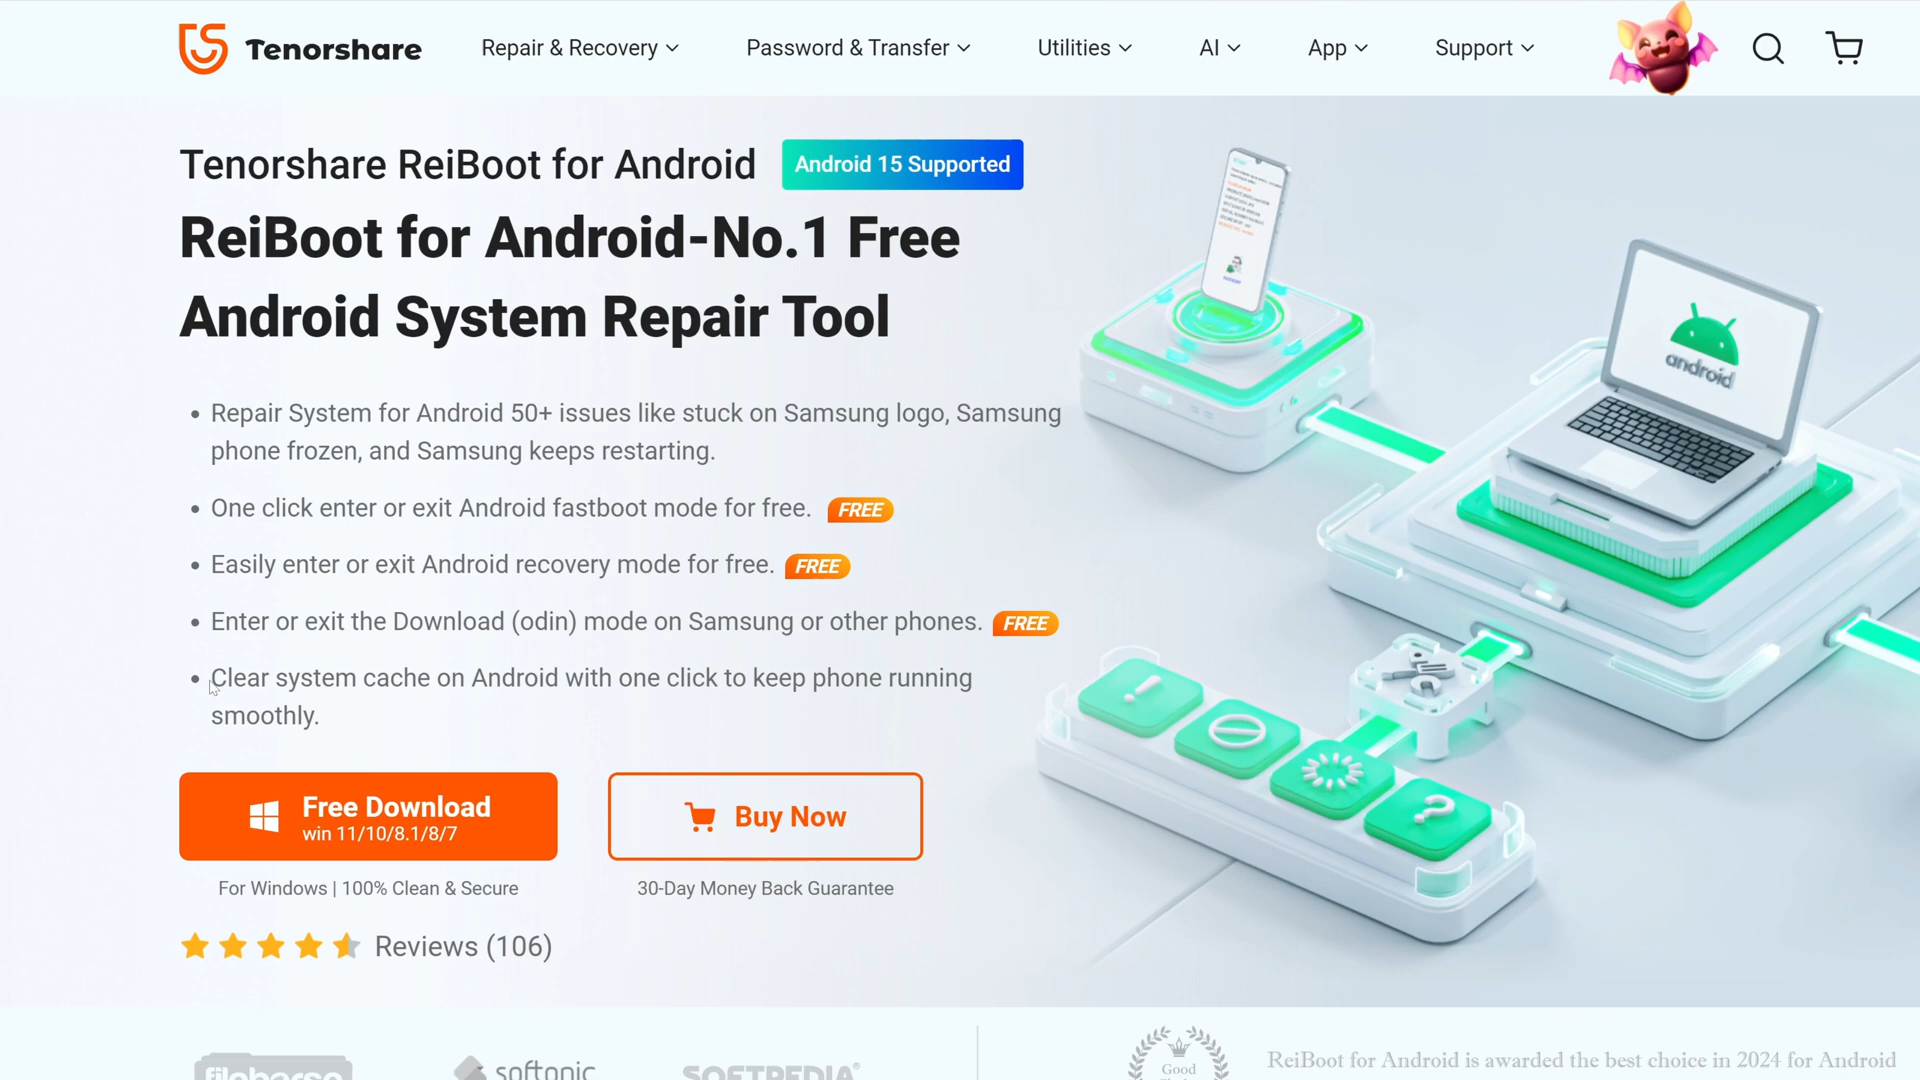 Tenorshare
Repair & Recovery
Password & Transfer
Utilities
AI
App
Support
Tenorshare ReiBoot for Android
Android 15 Supported
ReiBoot for Android-No.1 Free
Android System Repair Tool
Repair System for Android 50+ issues like stuck on Samsung logo, Samsung
phone frozen, and Samsung keeps restarting.
One click enter or exit Android fastboot mode for free. FREE
Easily enter or exit Android recovery mode for free. FREE
Enter or exit the Download (odin) mode on Samsung or other phones. FREE
Clear system cache on Android with one click to keep phone running
smoothly.
android
Free Download
win 11/10/8.1/8/7
Buy Now
For Windows | 100% Clean & Secure
30-Day Money Back Guarantee
Reviews (106)
softonic
SOFTPEDIA®
Good
ReiBoot for Android is awarded the best choice in 2024 for Android